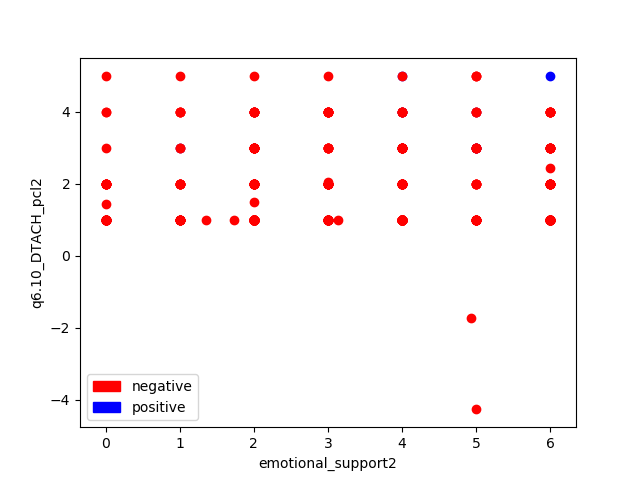 q6.10_DTACH_pcl2
4
2
0
−2
−4
negative
positive
0 1 2 3 4 5 6
emotional_support2